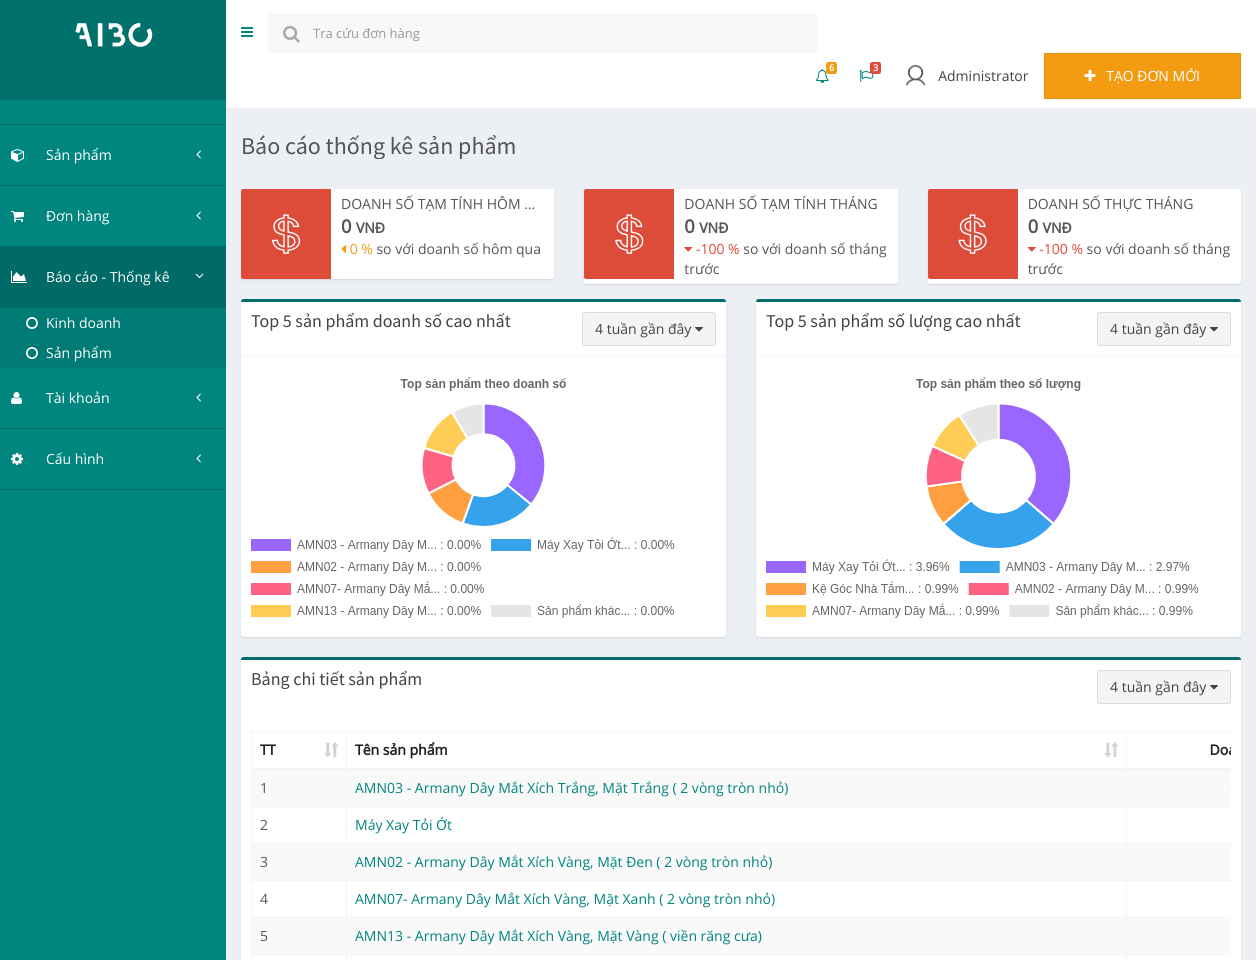 AIBO
Tra cứu đơn hàng
6
3
Administrator
TẠO ĐƠN MỚI
Sản phẩm
Đơn hàng
Báo cáo - Thống kê
Kinh doanh
Sản phẩm
Tài khoản
Cấu hình
Báo cáo thống kê sản phẩm
DOANH SỐ TẠM TÍNH HÔM ...
0 VNĐ
0 % so với doanh số hôm qua
DOANH SỐ TẠM TÍNH THÁNG
0 VNĐ
-100 % so với doanh số tháng
trước
DOANH SỐ THỰC THÁNG
0 VNĐ
-100 % so với doanh số tháng
trước
Top 5 sản phẩm doanh số cao nhất
4 tuần gần đây
Top sản phẩm theo doanh số
AMN03 - Armany Dây M... : 0.00% Máy Xay Tỏi Ớt... : 0.00%
AMN02 - Armany Dây M... : 0.00%
AMN07- Armany Dây Mắ... : 0.00%
AMN13 - Armany Dây M... : 0.00% Sản phẩm khác... : 0.00%
Top 5 sản phẩm số lượng cao nhất
4 tuần gần đây
Top sản phẩm theo số lượng
Máy Xay Tỏi Ớt... : 3.96% AMN03 - Armany Dây M... : 2.97%
Kệ Góc Nhà Tắm... : 0.99% AMN02 - Armany Dây M... : 0.99%
AMN07- Armany Dây Mắ... : 0.99% Sản phẩm khác... : 0.99%
Bảng chi tiết sản phẩm
4 tuần gần đây
TT Tên sản phẩm
1 AMN03 - Armany Dây Mắt Xích Trắng, Mặt Trắng ( 2 vòng tròn nhỏ)
2 Máy Xay Tỏi Ớt
3 AMN02 - Armany Dây Mắt Xích Vàng, Mặt Đen ( 2 vòng tròn nhỏ)
4 AMN07- Armany Dây Mắt Xích Vàng, Mặt Xanh ( 2 vòng tròn nhỏ)
5 AMN13 - Armany Dây Mắt Xích Vàng, Mặt Vàng ( viền răng cưa)